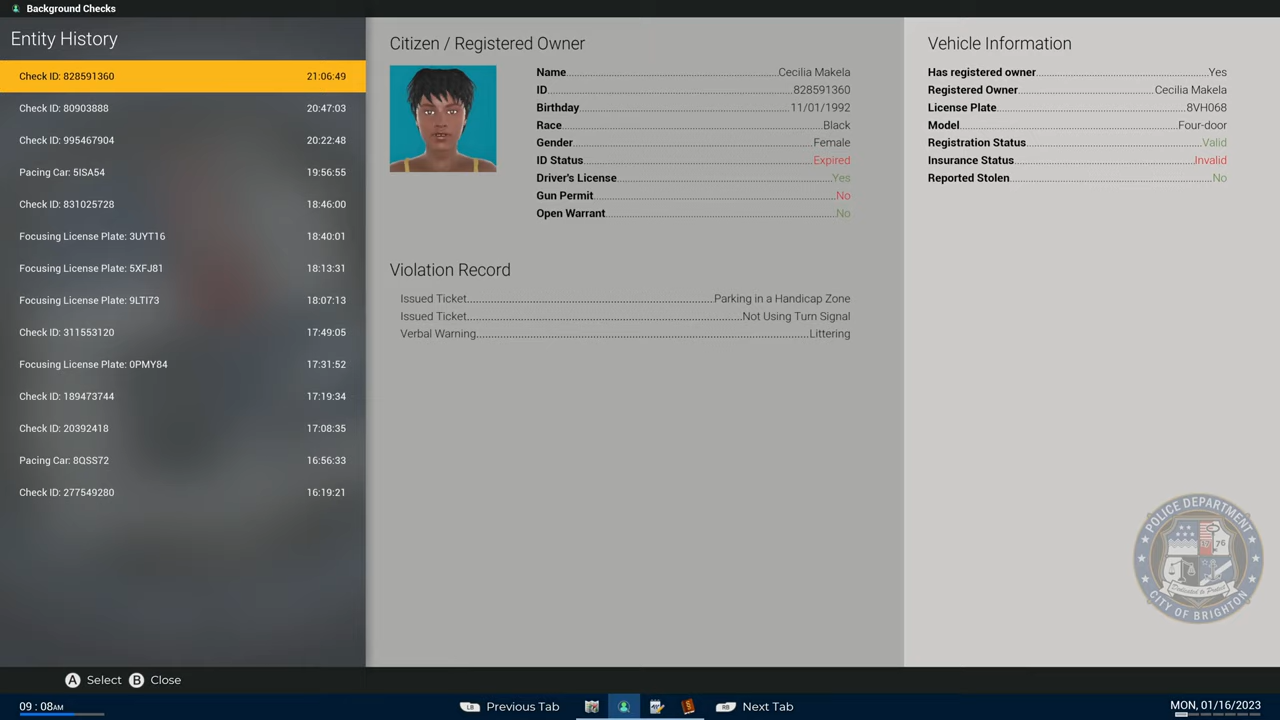 Background Checks
Entity History
Check ID: 828591360 21:06:49
Check ID: 80903888 20:47:03
Check ID: 995467904 20:22:48
Pacing Car: 5ISA54 19:56:55
Check ID: 831025728 18:46:00
Focusing License Plate: 3UYT16 18:40:01
Focusing License Plate: 5XFJ81 18:13:31
Focusing License Plate: 9LTI73 18:07:13
Check ID: 311553120 17:49:05
Focusing License Plate: 0PMY84 17:31:52
Check ID: 189473744 17:19:34
Check ID: 20392418 17:08:35
Pacing Car: 8QSS72 16:56:33
Check ID: 277549280 16:19:21
Citizen / Registered Owner
Name Cecilia Makela
ID 828591360
Birthday 11/01/1992
Race Black
Gender Female
ID Status Expired
Driver's License Yes
Gun Permit No
Open Warrant No
Violation Record
Issued Ticket Parking in a Handicap Zone
Issued Ticket Not Using Turn Signal
Verbal Warning Littering
Vehicle Information
Has registered owner Yes
Registered Owner Cecilia Makela
License Plate 8VH068
Model Four-door
Registration Status Valid
Insurance Status Invalid
Reported Stolen No
POLICE DEPARTMENT
17 76
CITY OF BRIGHTON
A Select B Close
09 : 08AM
LB Previous Tab
RB Next Tab
MON, 01/16/2023